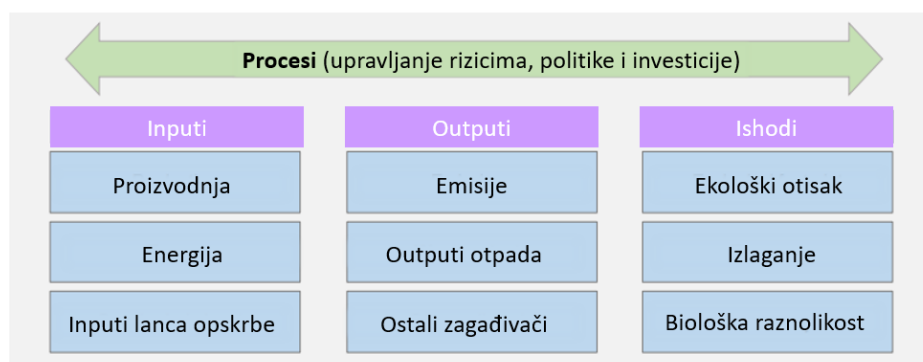 Procesi (upravljanje rizicima, politike i investicije)
Inputi
Outputi
Ishodi
Proizvodnja
Emisije
Ekološki otisak
Energija
Outputi otpada
Izlaganje
Inputi lanca opskrbe
Ostali zagađivači
Biološka raznolikost